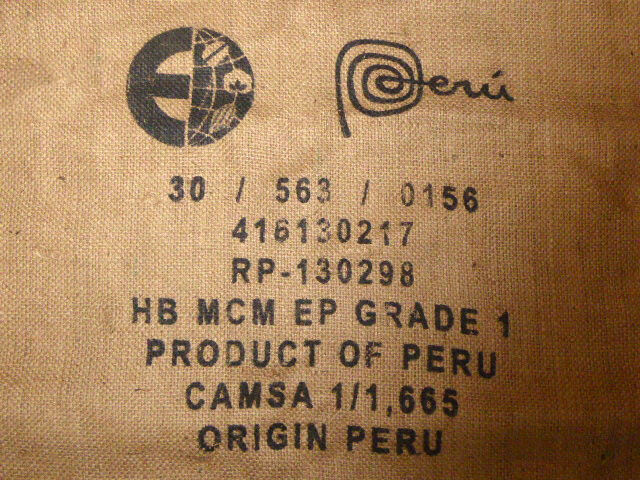 Perú
30 / 563 / 0156
416130217
RP-130298
HB MCM EP GRADE 1
PRODUCT OF PERU
CAMSA 1/1,665
ORIGIN PERU